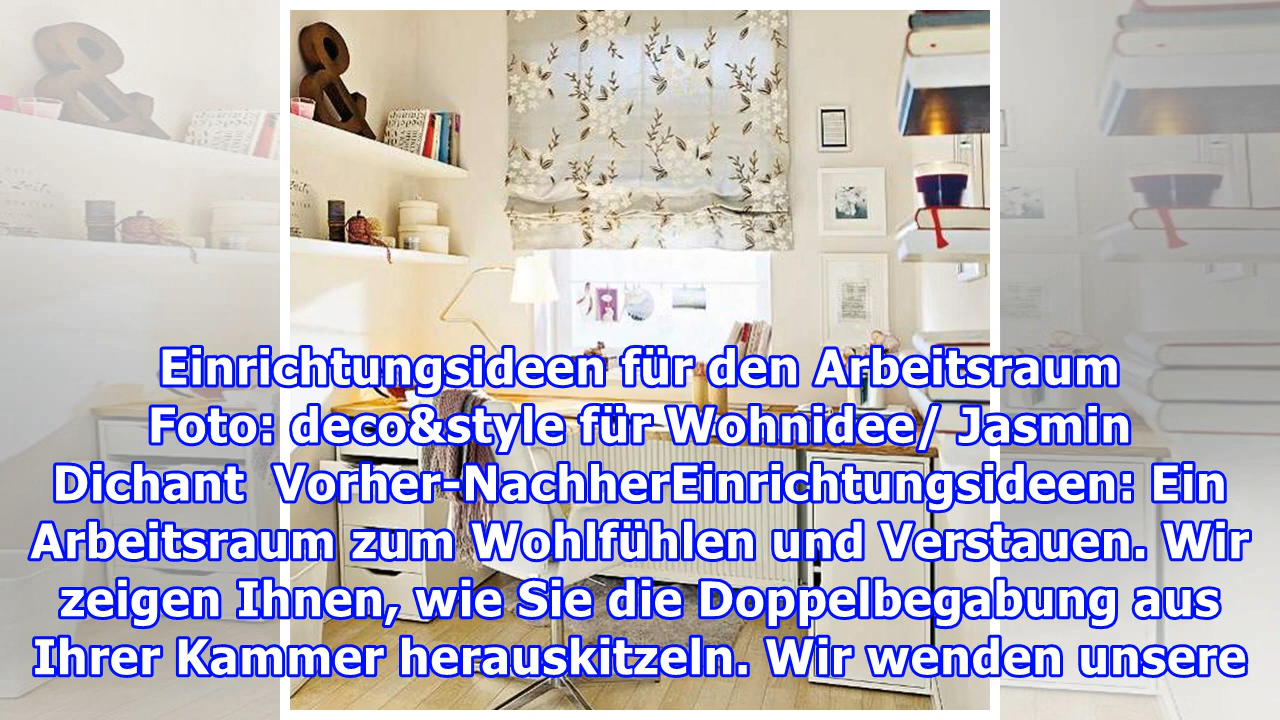 &
Einrichtungsideen für den Arbeitsraum
Foto: deco&style für Wohnidee/ Jasmin
Dichant  Vorher-NachherEinrichtungsideen: Ein
Arbeitsraum zum Wohlfühlen und Verstauen. Wir
zeigen Ihnen, wie Sie die Doppelbegabung aus
Ihrer Kammer herauskitzeln. Wir wenden unsere